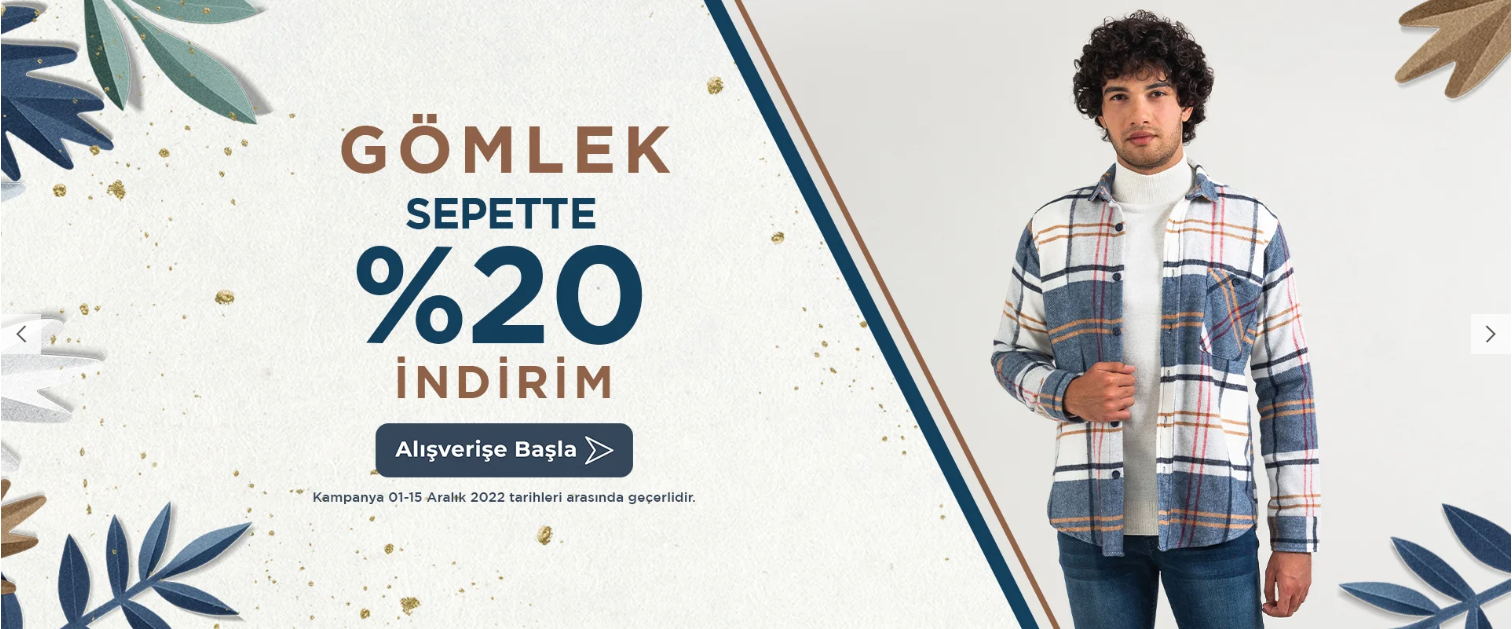 GÖMLEK
SEPETTE
%20
İNDİRİM
Alışverişe Başla
Kampanya 01-15 Aralık 2022 tarihleri arasında geçerlidir.